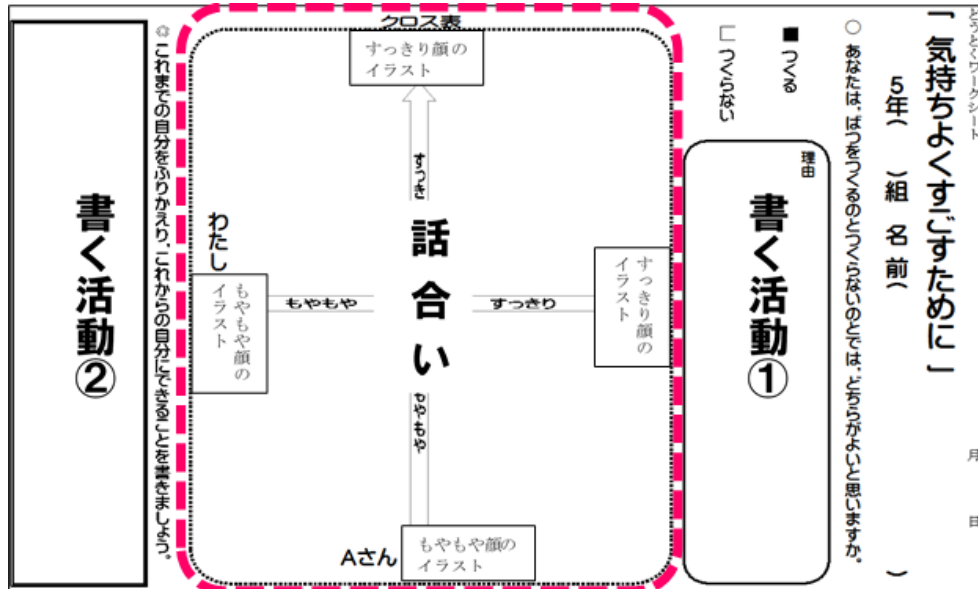 どうとくワークシート
月 日
「 気持ちよくすごすために 」
5年( )組 名前( )
○ あなたは、ばつをつくるのとつくらないのとでは、どちらがよいと思いますか。
■ つくる
□ つくらない
理由
書く活動①
クロス表
すっきり顔の
イラスト
すっき
すっきり顔の
イラスト
すっきり
話合い
もやもや
わたし
もやもや顔の
イラスト
もやもや
Aさん
もやもや顔の
イラスト
◎ これまでの自分をふりかえり、これからの自分にできることを書きましょう。
書く活動②